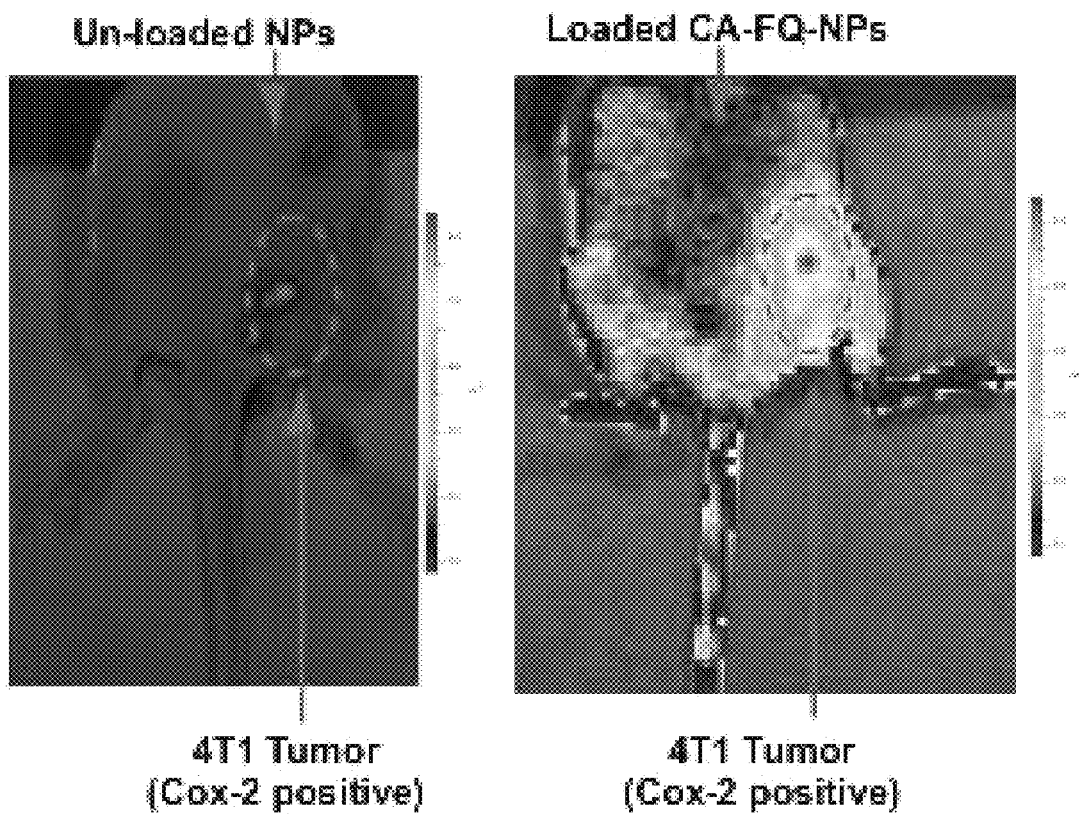 Un-loaded NPs
Loaded CA-FQ-NPs
4T1 Tumor
(Cox-2 positive)
4T1 Tumor
(Cox-2 positive)